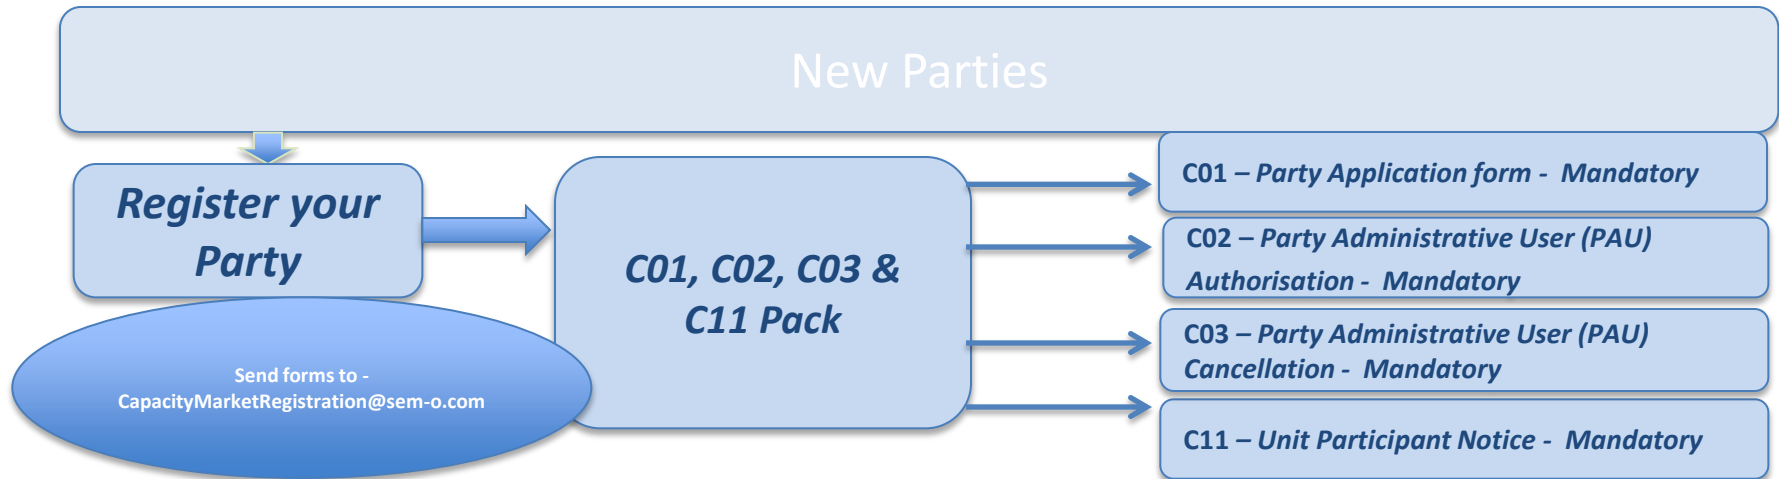 New Parties
Register your
Party
C01, C02, C03 &
C11 Pack
Send forms to -
CapacityMarketRegistration@sem-o.com
C01 – Party Application form -  Mandatory
C02 – Party Administrative User (PAU)
Authorisation -  Mandatory
C03 – Party Administrative User (PAU)
Cancellation -  Mandatory
C11 – Unit Participant Notice -  Mandatory